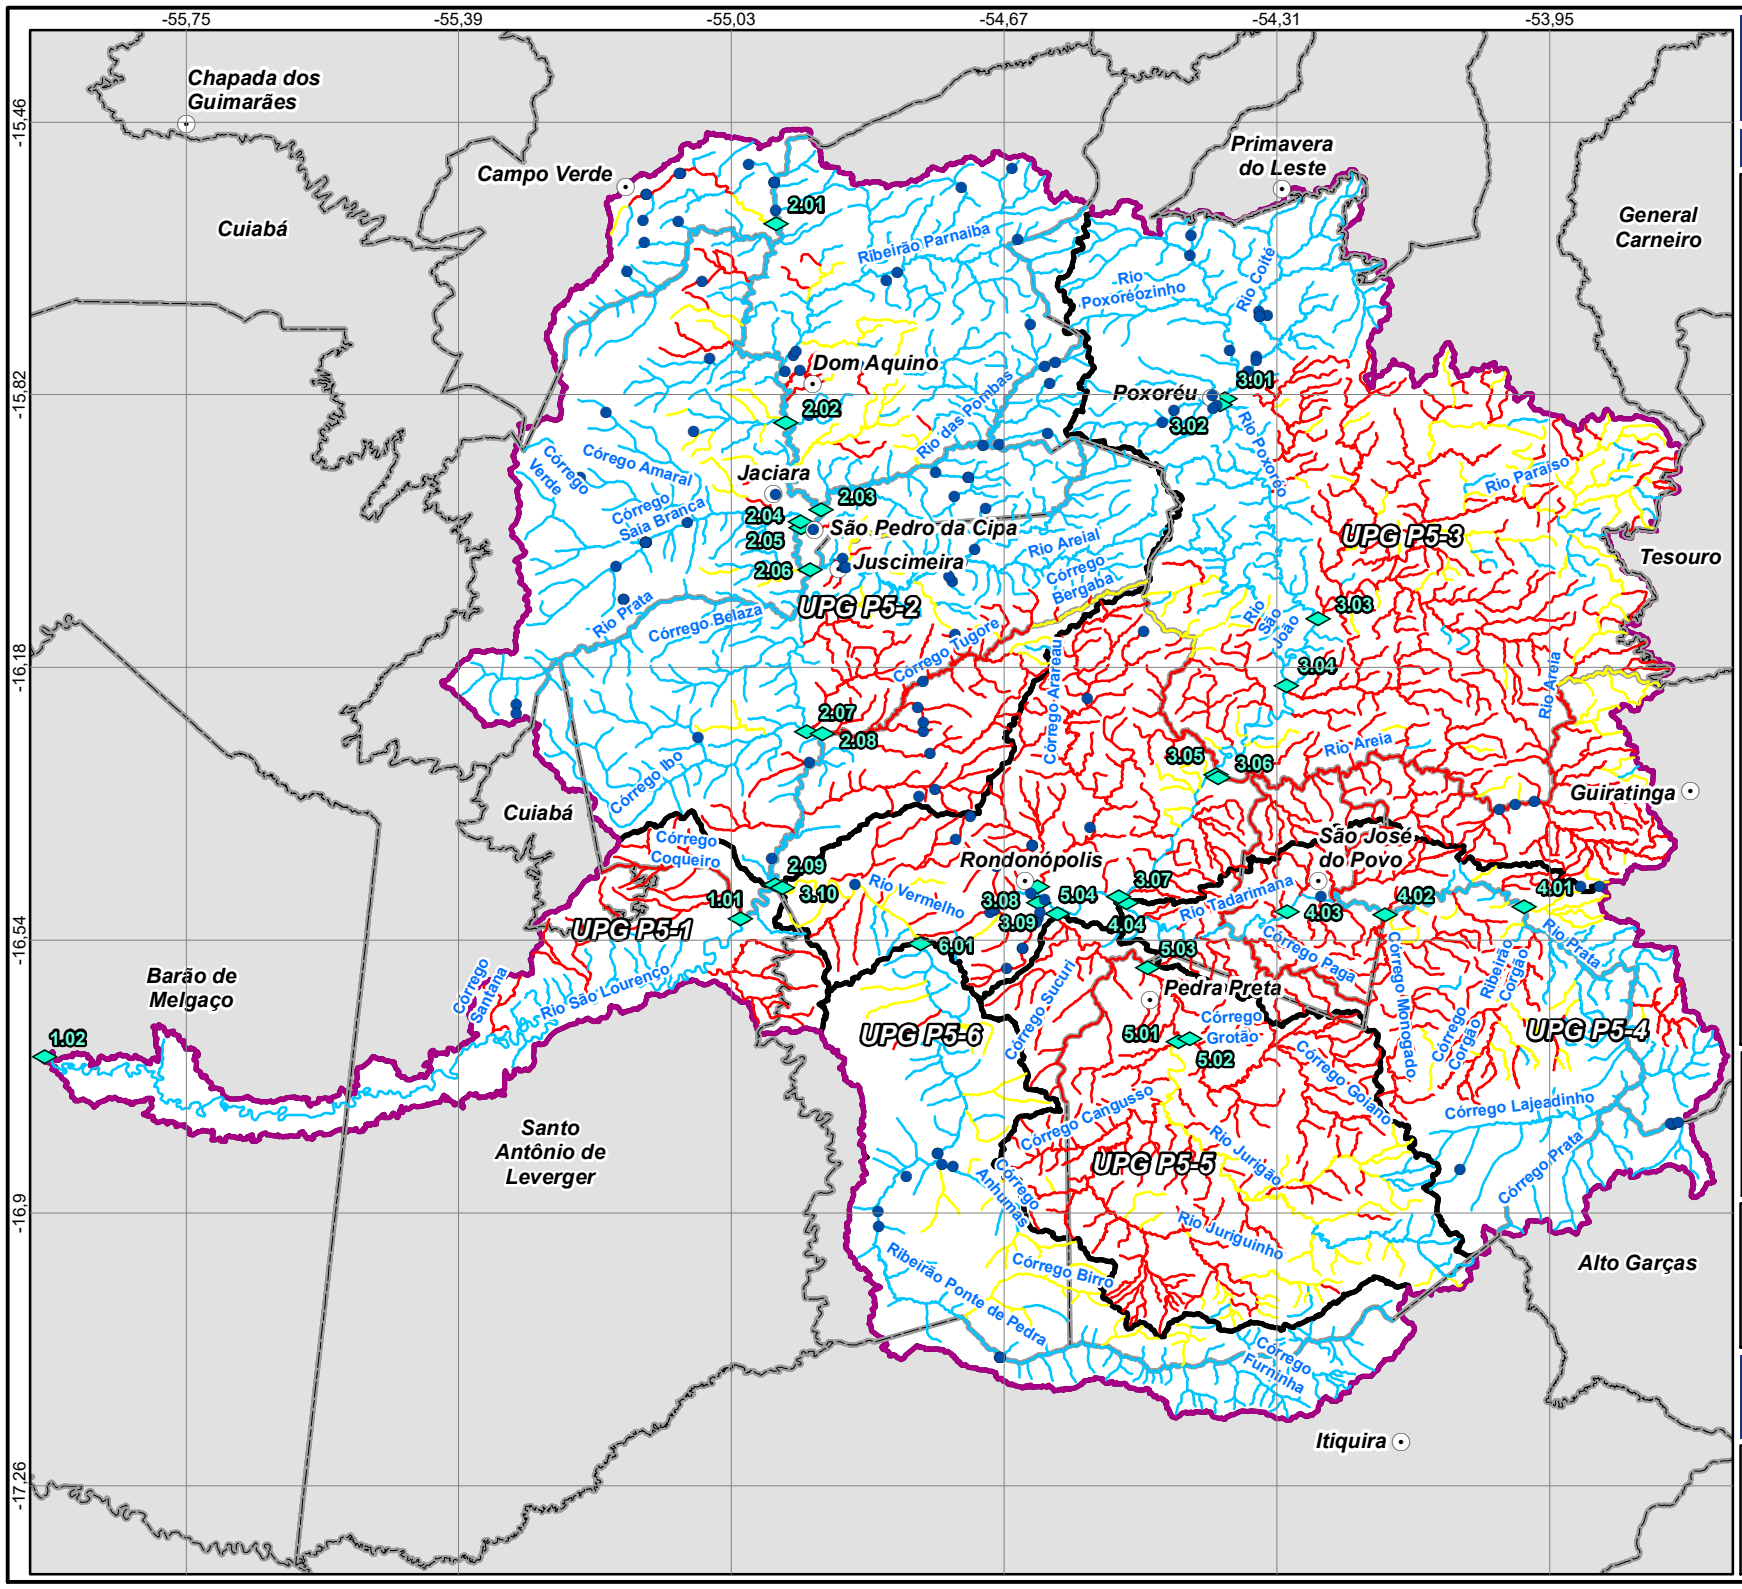 -55,75
-55,39
-55,03
-54,67
-54,31
-53,95
-15,46
-15,82
-16,18
-16,54
-16,9
-17,26
Chapada dos
Guimarães
Campo Verde
Primavera
do Leste
General
Carneiro
Cuiabá
2.01
Ribeirão Parnaiba
Rio
Poxoréozinho
Rio Coité
Dom Aquino
2.02
Poxoréu
3.01
3.02
Rio das Pombas
Rio Poxoréo
Córego Amaral
Córrego
Verde
Jaciara
Córrego
Saia Branca
2.03
2.04
2.05
São Pedro da Cipa
Rio Paraíso
UPG P5-3
Juscimeira
2.06
Rio Areial
Córrego
Bergaba
Tesouro
Rio Prata
UPG P5-2
Córrego Belaza
Rio
São
João
3.03
Córrego Tugore
Córrego Arareau
3.04
Rio Areia
2.07
2.08
Rio Areia
3.05
3.06
Córrego Ibo
Cuiabá
Guiratinga
Córrego
Coqueiro
São José
do Povo
Rondonópolis
2.09
3.10
Rio Vermelho
3.07
3.08
3.09
5.04
4.04
Rio Tadarimana
4.03
4.02
4.01
1.01
UPG P5-1
6.01
5.03
Córrego Paga
Rio Prata
Ribeirão
Corgão
Córrego Monogado
Barão de
Melgaço
Córrego
Santana
Rio São Lourenço
Córrego Sucuri
Pedra Preta
1.02
UPG P5-6
5.01
5.02
Córrego
Grotão
Córrego
Corgão
UPG P5-4
Córrego Goiano
Santo
Antônio de
Leverger
Córrego Cangusso
Rio Jurigão
Córrego Lajeadinho
Córrego Prata
UPG P5-5
Córrego
Anhumas
Rio Juriguinho
Ribeirão Ponte de Pedra
Córrego Birro
Alto Garças
Córrego
Furninha
Itiquira